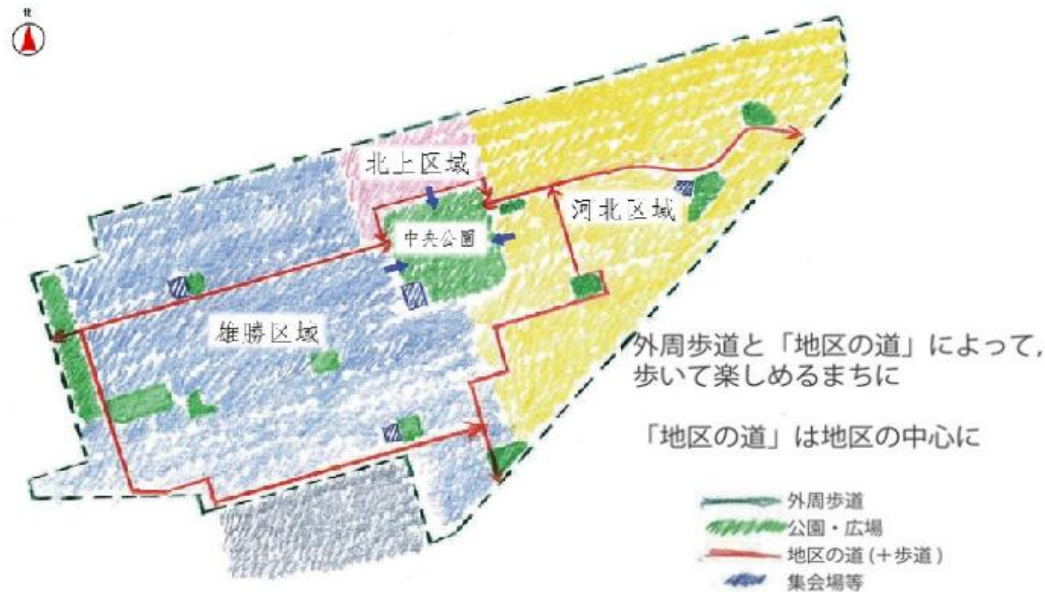 北
北上区域
河北区域
中央公園
雄勝区域
外周歩道と「地区の道」によって,
歩いて楽しめるまちに
「地区の道」は地区の中心に
外周歩道
公園・広場
地区の道(+歩道)
集会場等